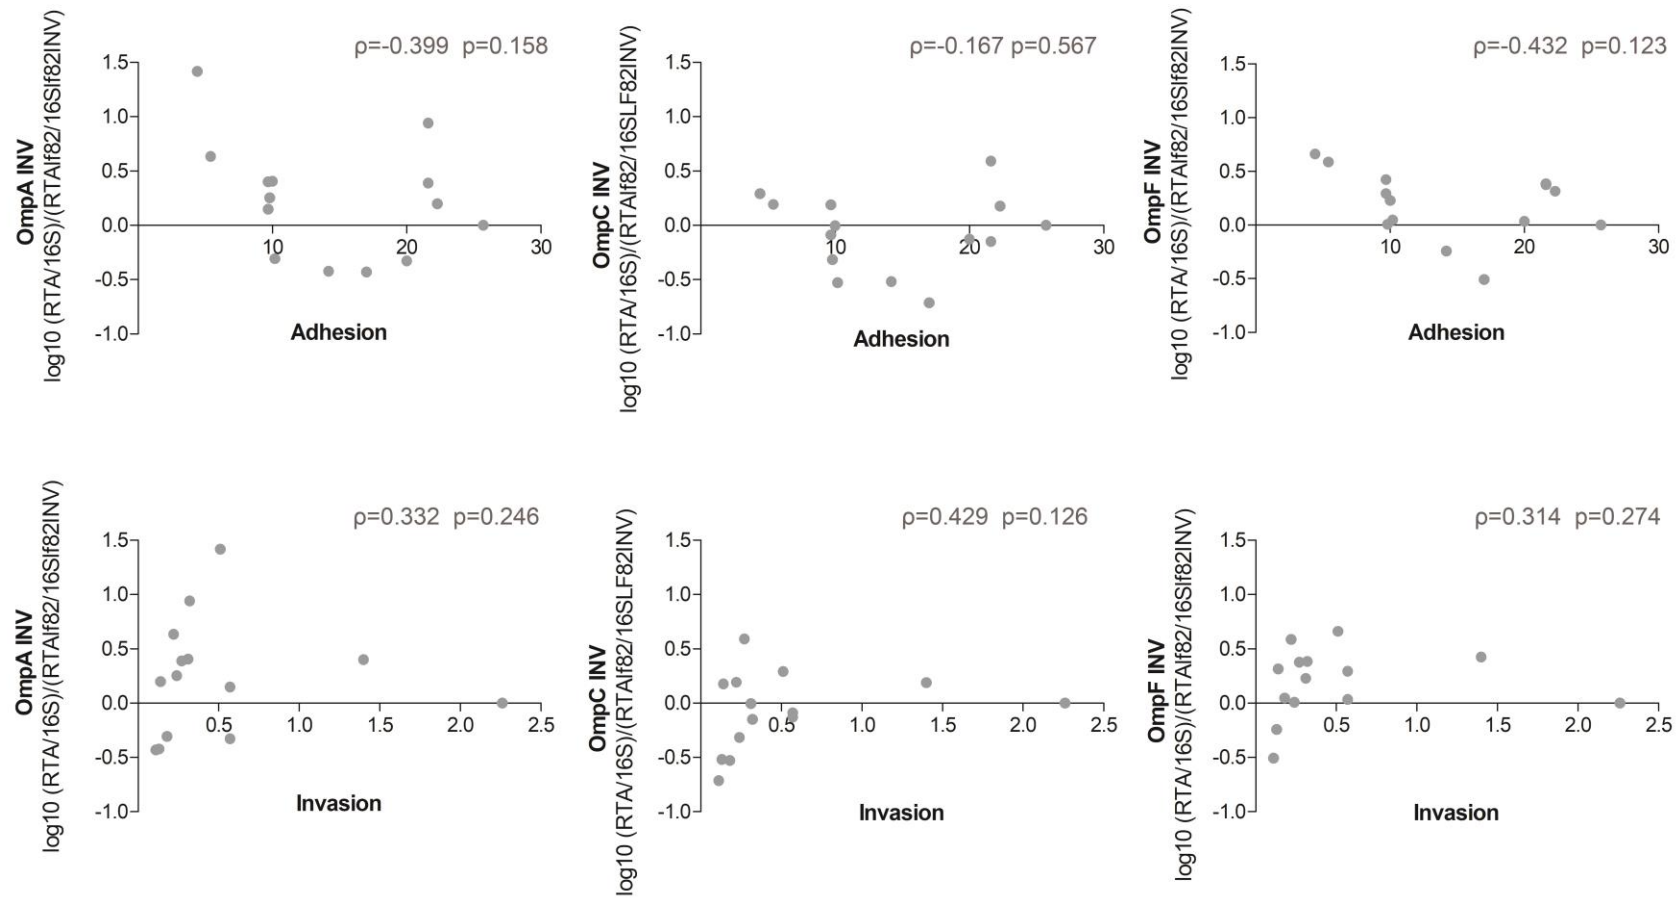 OmpA INV
log10 (RTA/16S)/(RTAlf82/16Slf82INV)
ρ=-0.399 p=0.158
1.5
1.0
0.5
0.0
-0.5
-1.0
10
20
30
Adhesion
OmpC INV
log10 (RTA/16S)/(RTAlf82/16SLF82INV)
ρ=-0.167 p=0.567
1.5
1.0
0.5
0.0
-0.5
-1.0
10
20
30
Adhesion
OmpF INV
log10 (RTA/16S)/(RTAlf82/16Slf82INV)
ρ=-0.432 p=0.123
1.5
1.0
0.5
0.0
-0.5
-1.0
10
20
30
Adhesion
OmpA INV
log10 (RTA/16S)/(RTAlf82/16Slf82INV)
ρ=0.332 p=0.246
1.5
1.0
0.5
0.0
-0.5
-1.0
0.5
1.0
1.5
2.0
2.5
Invasion
OmpC INV
log10 (RTA/16S)/(RTAlf82/16SLF82INV)
ρ=0.429 p=0.126
1.5
1.0
0.5
0.0
-0.5
-1.0
0.5
1.0
1.5
2.0
2.5
Invasion
OmpF INV
log10 (RTA/16S)/(RTAlf82/16Slf82INV)
ρ=0.314 p=0.274
1.5
1.0
0.5
0.0
-0.5
-1.0
0.5
1.0
1.5
2.0
2.5
Invasion